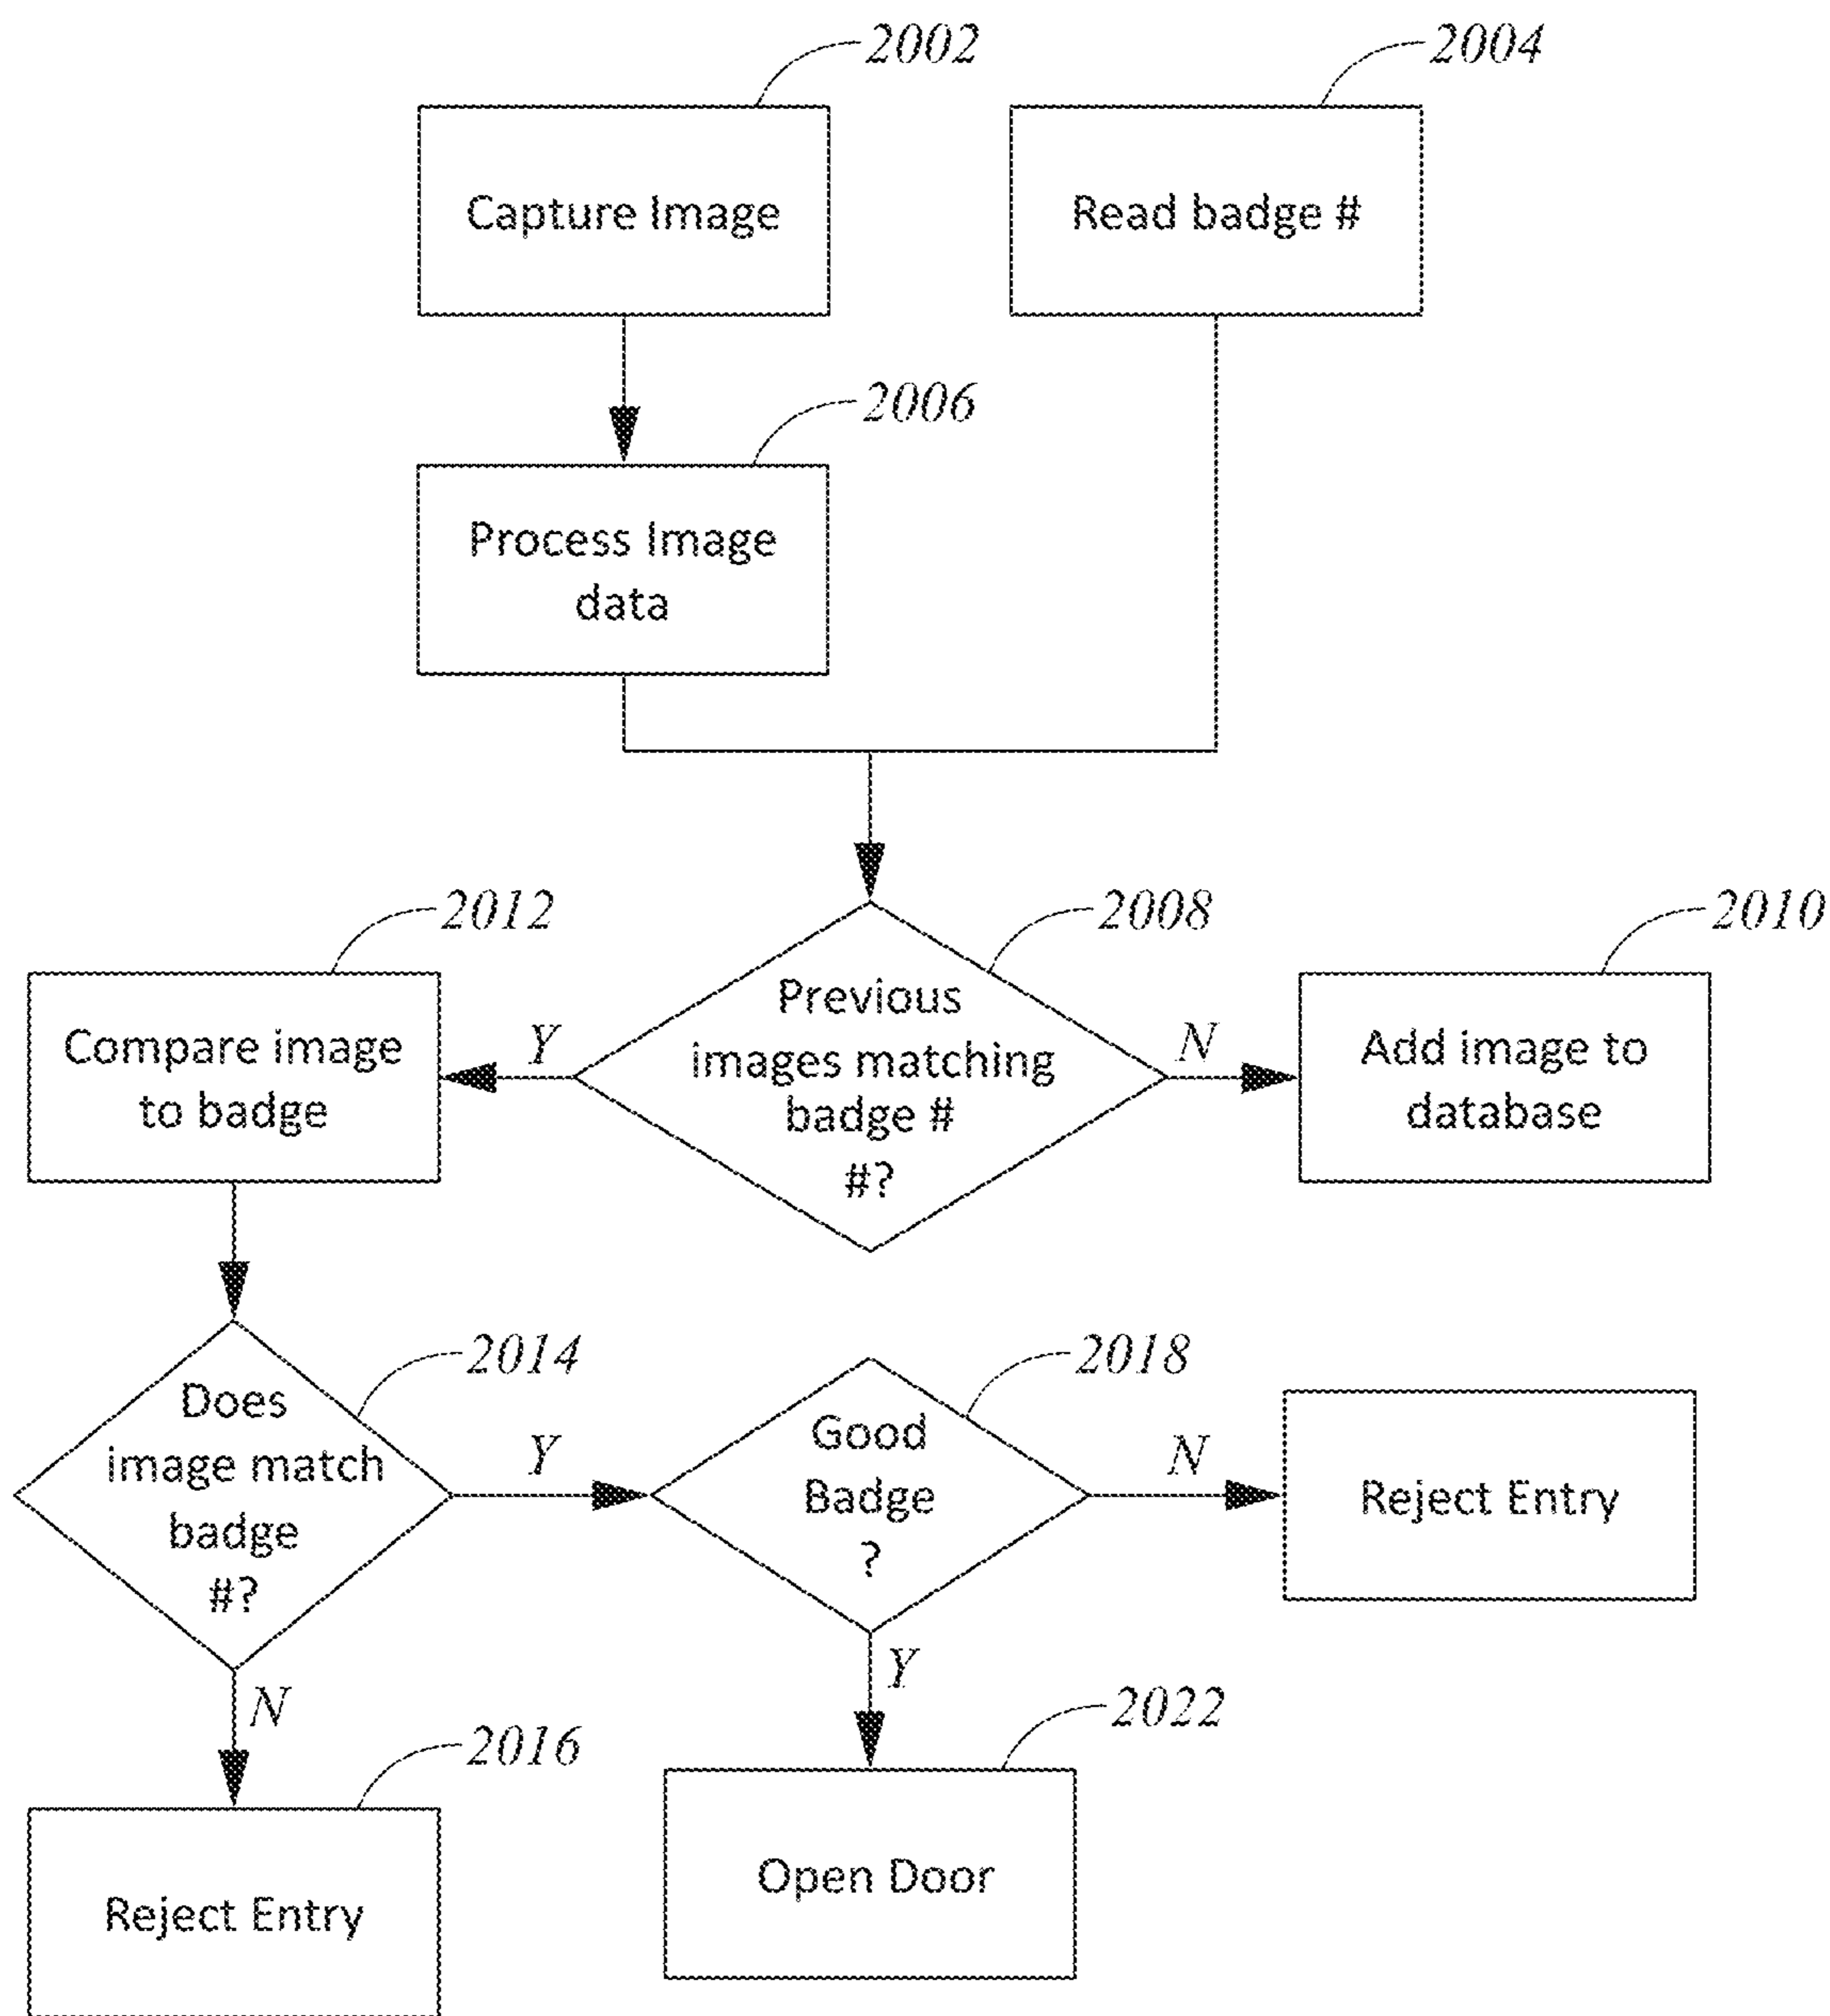 2002
2004
Capture Image
Read badge #
2006
Process Image
data
2012
2008
2010
Compare image
to badge
Y
Previous
images matching
badge #
#?
N
Add image to
database
2014
2018
Does
image match
badge
#?
Y
Good
Badge
?
N
Reject Entry
N
Y
2016
2022
Reject Entry
Open Door